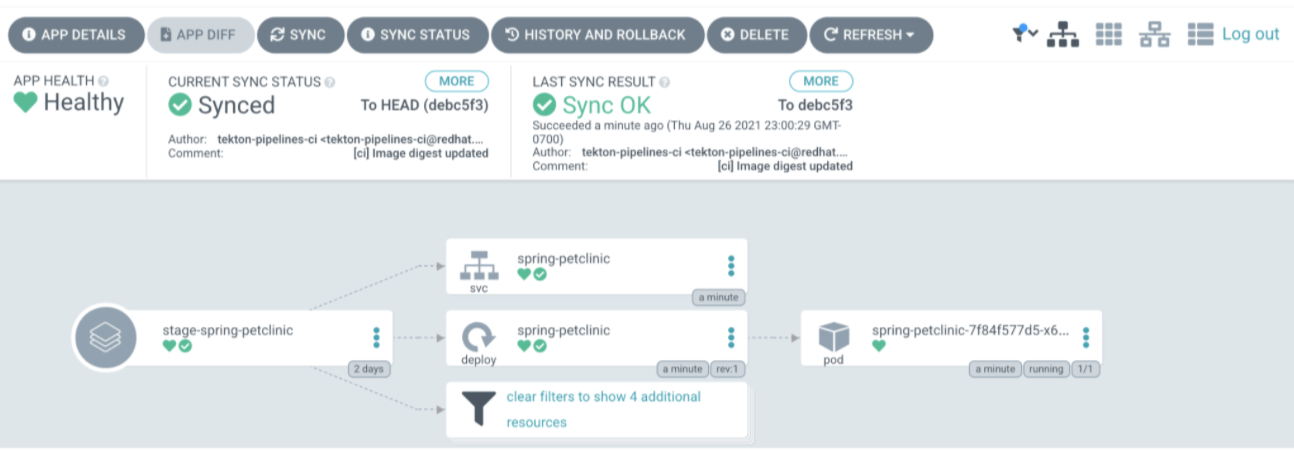 APP DETAILS APP DIFF SYNC SYNC STATUS HISTORY AND ROLLBACK DELETE REFRESH Log out
APP HEALTH
Healthy
CURRENT SYNC STATUS MORE
Synced To HEAD (debc5f3)
Author: tekton-pipelines-ci <tekton-pipelines-ci@redhat....
Comment: [ci] Image digest updated
LAST SYNC RESULT MORE
Sync OK To debc5f3
Succeeded a minute ago (Thu Aug 26 2021 23:00:29 GMT-
0700)
Author: tekton-pipelines-ci <tekton-pipelines-ci@redhat....
Comment: [ci] Image digest updated
spring-petclinic
svc
a minute
stage-spring-petclinic
2 days
spring-petclinic
deploy
a minute rev:1
spring-petclinic-7f84f577d5-x6...
pod
a minute running 1/1
clear filters to show 4 additional
resources